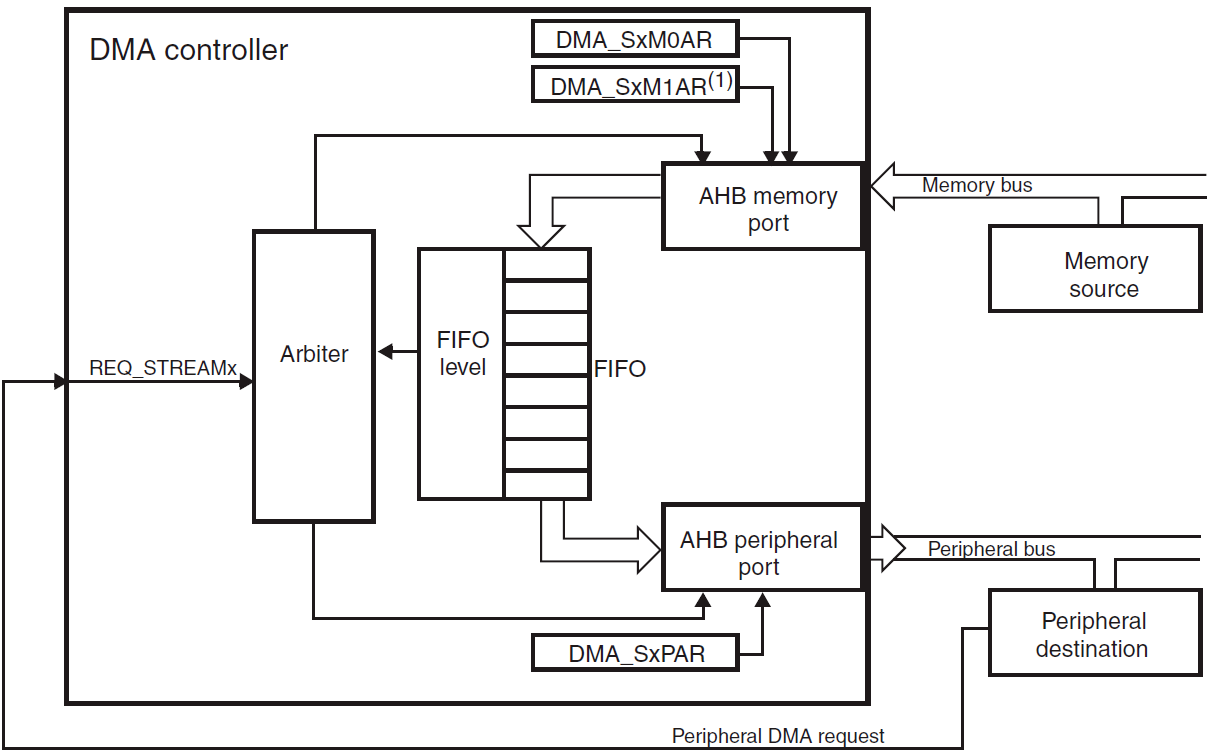 DMA controller
DMA_SxM0AR
DMA_SxM1AR(1)
AHB memory
port
Memory bus
Memory
source
Arbiter
FIFO
level
FIFO
REQ_STREAMx
AHB peripheral
port
Peripheral bus
Peripheral
destination
DMA_SxPAR
Peripheral DMA request